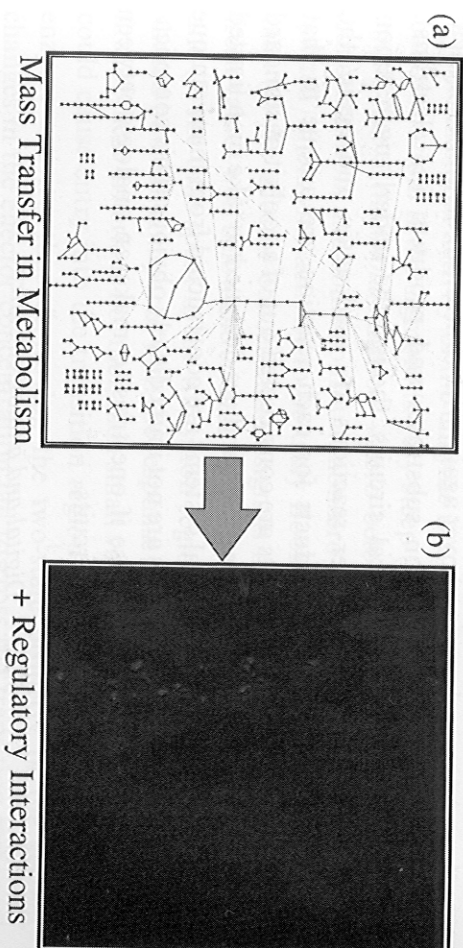 (a)
Mass Transfer in Metabolism
(b)
+ Regulatory Interactions